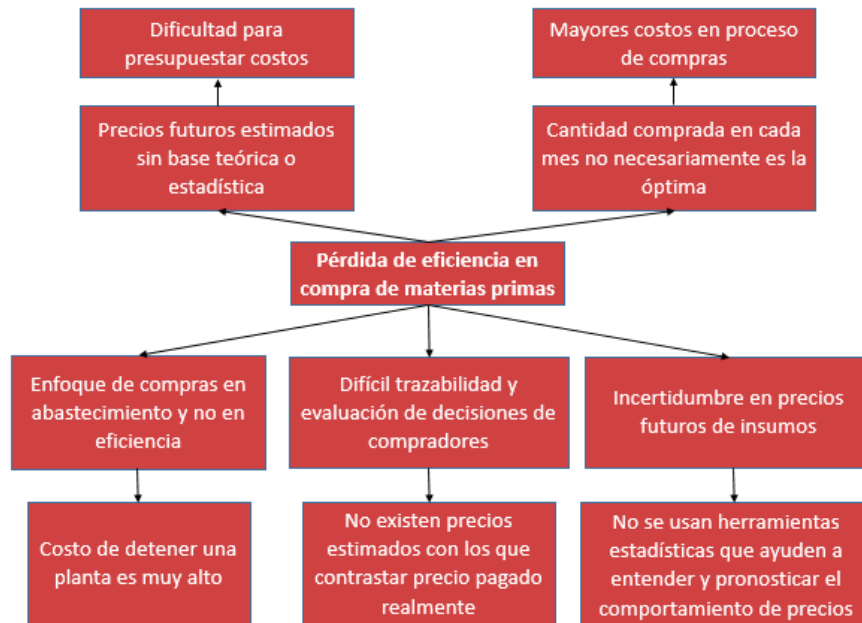 Dificultad para
presupuestar costos
Mayores costos en proceso
de compras
Precios futuros estimados
sin base teórica o
estadística
Cantidad comprada en cada
mes no necesariamente es la
óptima
Pérdida de eficiencia en
compra de materias primas
Enfoque de compras en
abastecimiento y no en
eficiencia
Difícil trazabilidad y
evaluación de decisiones de
compradores
Incertidumbre en precios
futuros de insumos
Costo de detener una
planta es muy alto
No existen precios
estimados con los que
contrastar precio pagado
realmente
No se usan herramientas
estadísticas que ayuden a
entender y pronosticar el
comportamiento de precios